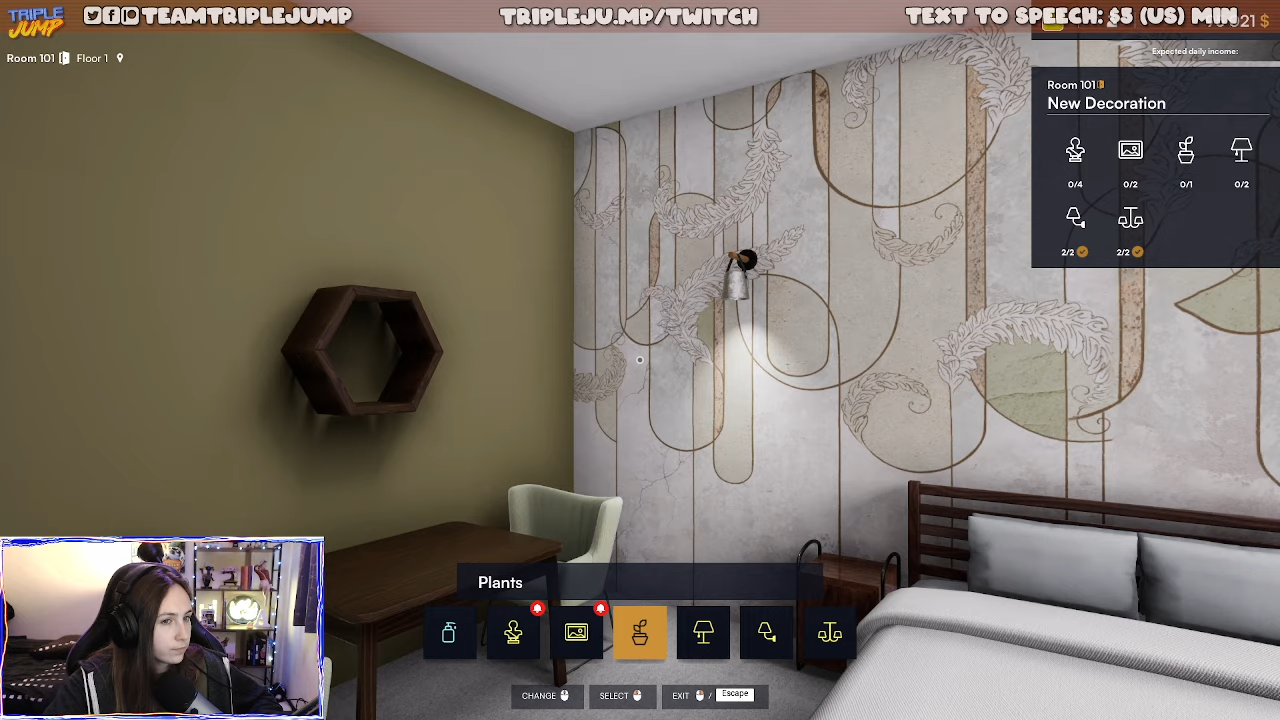 TRIPLE JUMP
TEAMTRIPLEJUMP
TRIPLEJU.MP/TWITCH
TEXT TO SPEECH: $5 (US) MIN
21 $
Room 101 Floor 1
Expected daily income:
Room 101
New Decoration
0/4 0/2 0/1 0/2
2/2 2/2
Plants
CHANGE SELECT EXIT / Escape